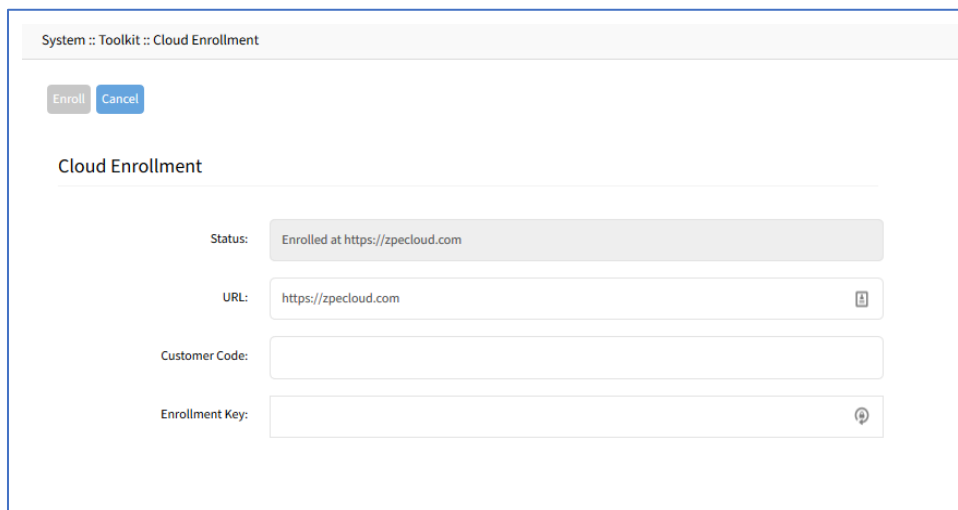 System :: Toolkit :: Cloud Enrollment
Enroll Cancel
Cloud Enrollment
Status: Enrolled at https://zpecloud.com
URL: https://zpecloud.com
Customer Code:
Enrollment Key: